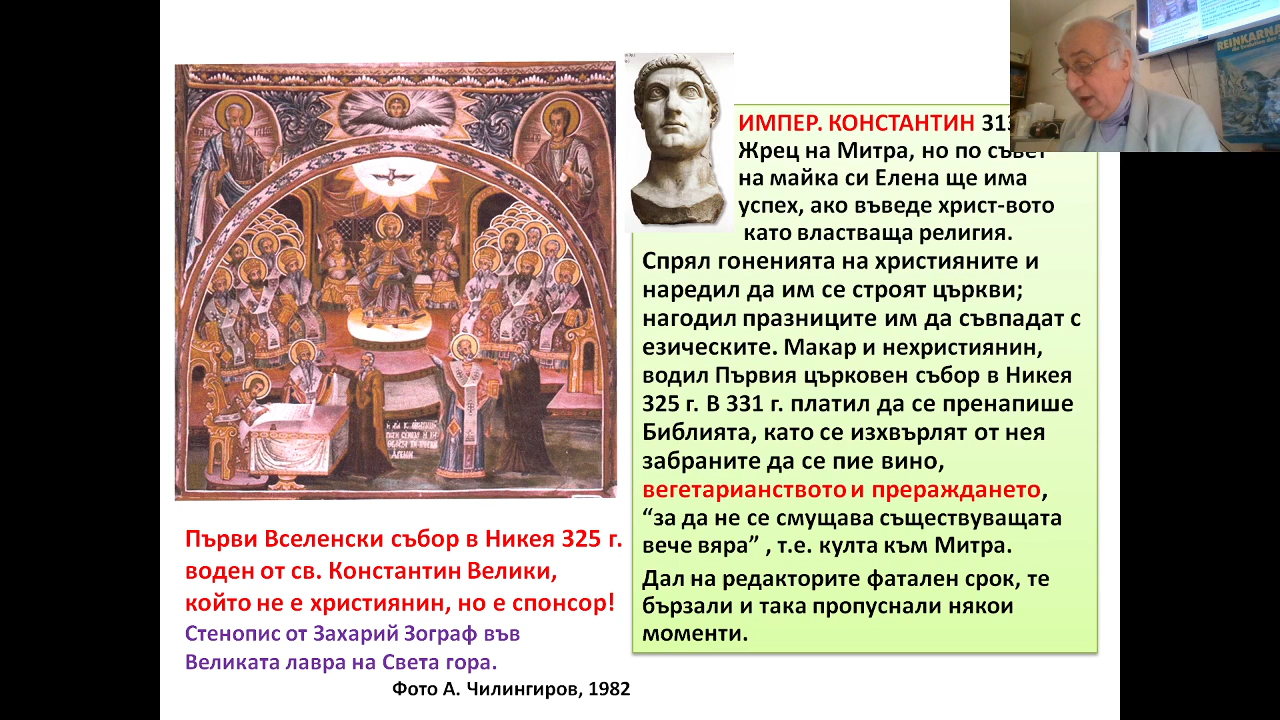 ИМПЕР. КОНСТАНТИН 313
Жрец на Митра, но по съвет
на майка си Елена ще има
успех, ако въведе христ-вото
като властваща религия.
Спрял гоненията на християните и
наредил да им се строят църкви;
нагодил празниците им да съвпадат с
езическите. Макар и нехристиянин,
водил Първия църковен събор в Никея
325 г. В 331 г. платил да се пренапише
Библията, като се изхвърлят от нея
забраните да се пие вино,
вегетарианството и прераждането,
“за да не се смущава съществуващата
вече вяра” , т.е. култа към Митра.
Дал на редакторите фатален срок, те
бързали и така пропуснали някои
моменти.
Първи Вселенски събор в Никея 325 г.
воден от св. Константин Велики,
който не е християнин, но е спонсор!
Стенопис от Захарий Зограф във
Великата лавра на Света гора.
Фото А. Чилингиров, 1982
REINKARNA